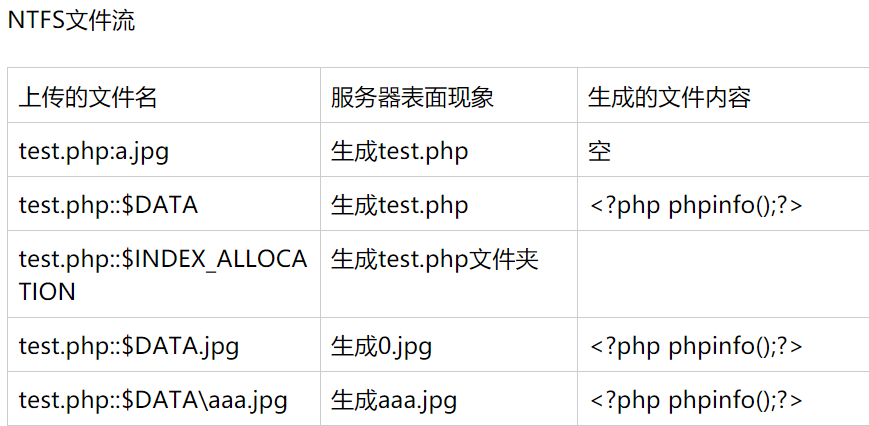 NTFS文件流
上传的文件名 服务器表面现象 生成的文件内容
test.php:a.jpg 生成test.php 空
test.php::$DATA 生成test.php <?php phpinfo();?>
test.php::$INDEX_ALLOCA 生成test.php文件夹
TION
test.php::$DATA.jpg 生成0.jpg <?php phpinfo();?>
test.php::$DATA\aaa.jpg 生成aaa.jpg <?php phpinfo();?>